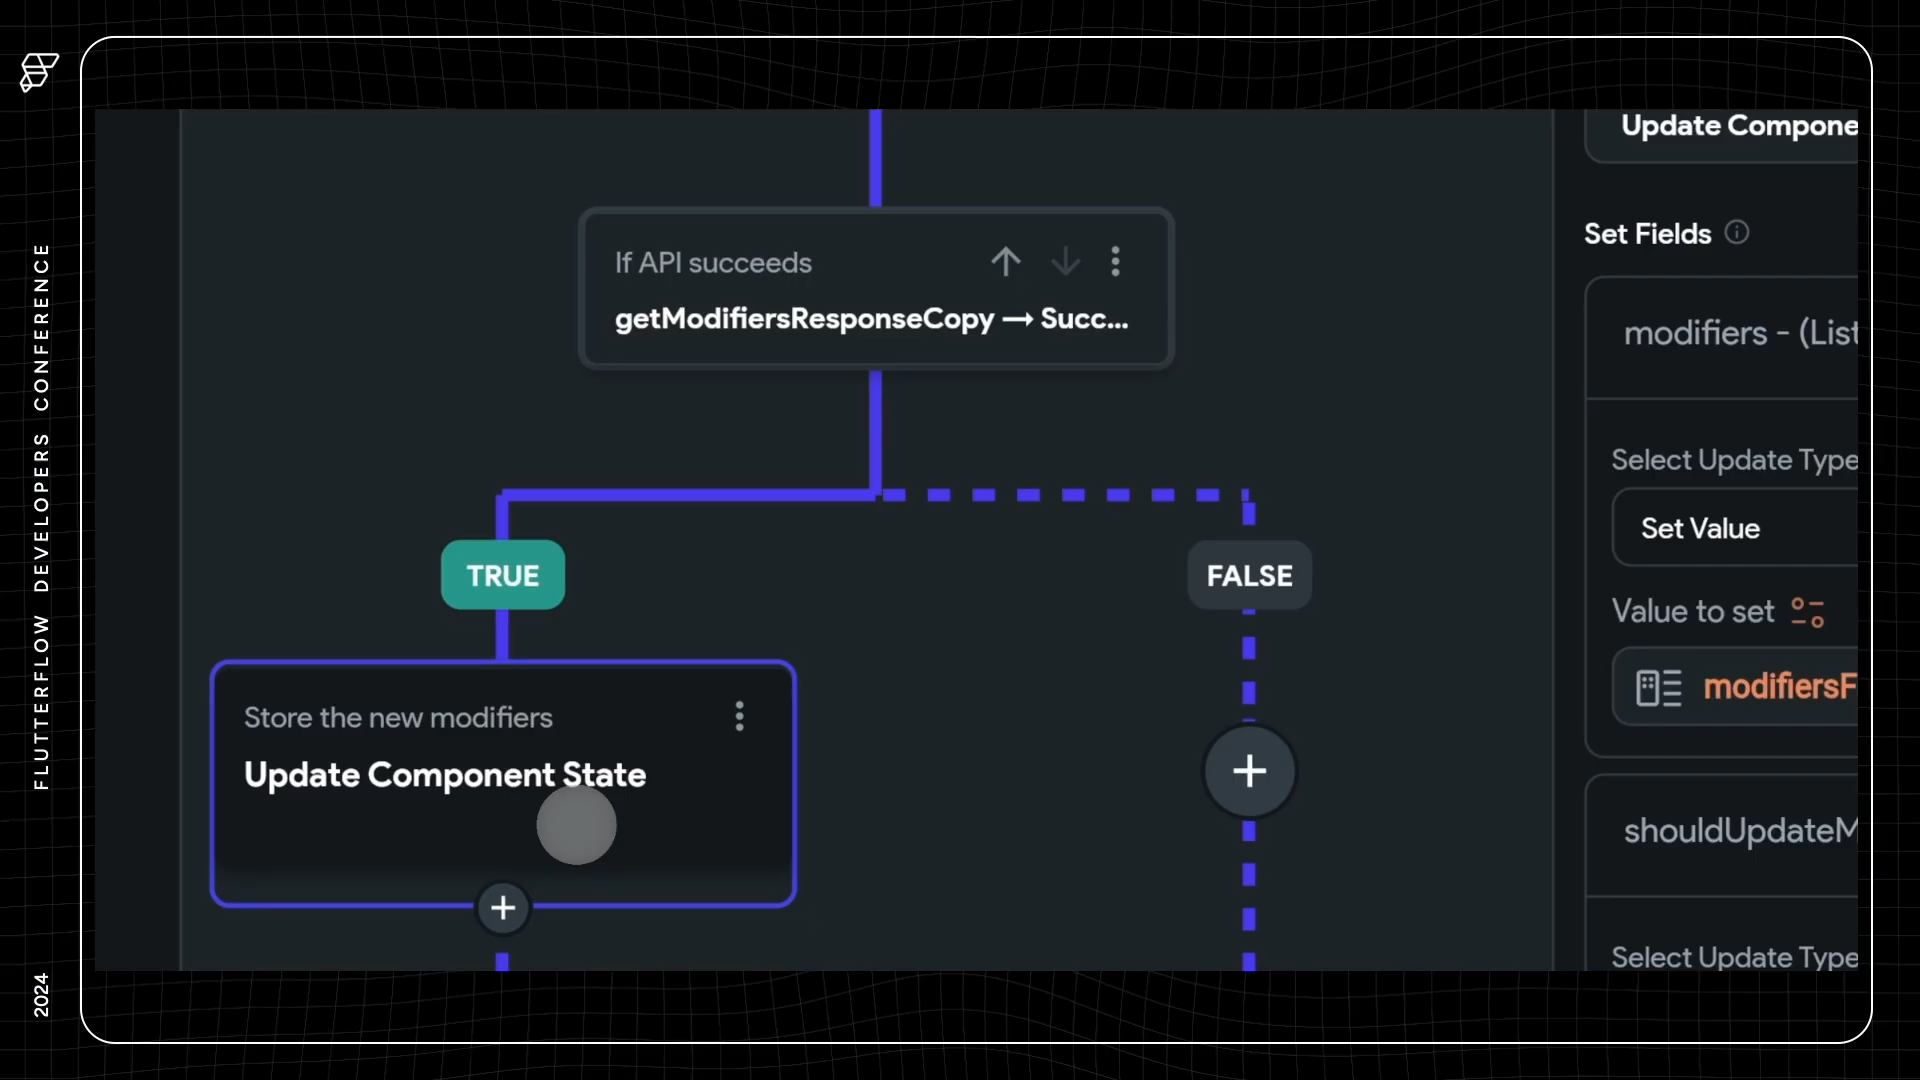 FLUTTERFLOW DEVELOPERS CONFERENCE
2024
If API succeeds
getModifiersResponseCopy → Succ...
TRUE
FALSE
Store the new modifiers
Update Component State
Update Compone
Set Fields
modifiers - (List
Select Update Type
Set Value
Value to set
modifiersF
shouldUpdateM
Select Update Type